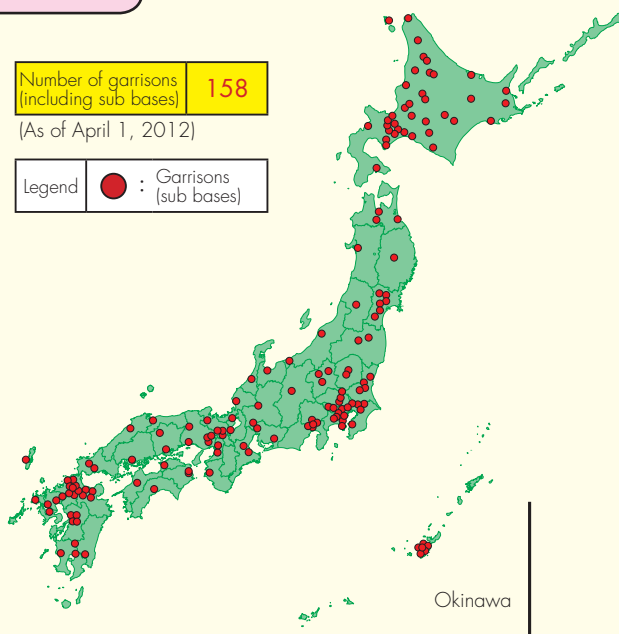 Number of garrisons
(including sub bases)
158
(As of April 1, 2012)
Legend
: Garrisons
(sub bases)
Okinawa